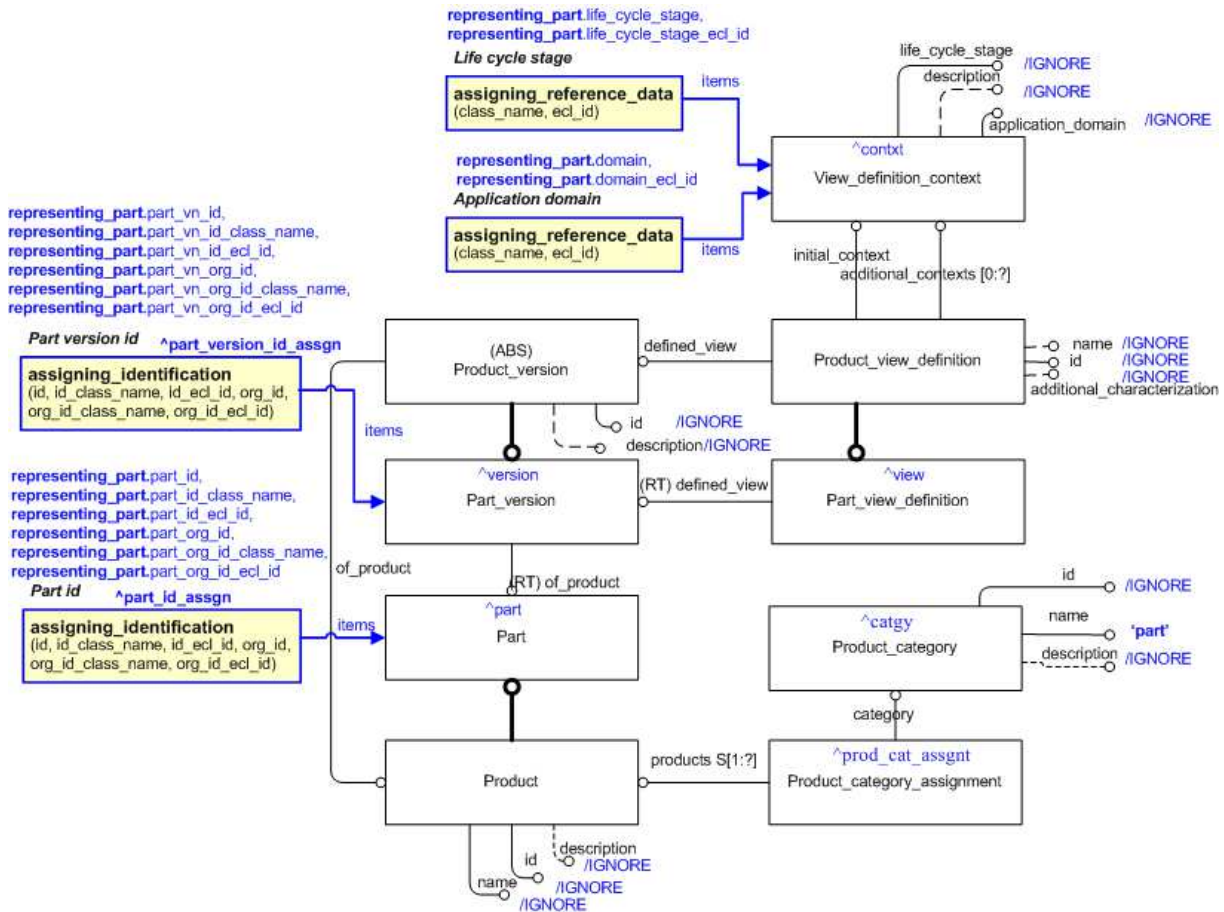 representing_part.life_cycle_stage,
representing_part.life_cycle_stage_ecl_id
Life cycle stage
assigning_reference_data
(class_name, ecl_id)
items
life_cycle_stage
/IGNORE
description
/IGNORE
application_domain
/IGNORE
^contxt
View_definition_context
representing_part.domain,
representing_part.domain_ecl_id
Application domain
assigning_reference_data
(class_name, ecl_id)
items
initial_context
additional_contexts [0:?]
representing_part.part_vn_id,
representing_part.part_vn_id_class_name,
representing_part.part_vn_id_ecl_id,
representing_part.part_vn_org_id,
representing_part.part_vn_org_id_class_name,
representing_part.part_vn_org_id_ecl_id
Part version id
^part_version_id_assgn
assigning_identification
(id, id_class_name, id_ecl_id, org_id,
org_id_class_name, org_id_ecl_id)
items
(ABS)
Product_version
defined_view
Product_view_definition
name /IGNORE
id /IGNORE
/IGNORE
additional_characterization
id /IGNORE
description/IGNORE
^version
Part_version
(RT) defined_view
^view
Part_view_definition
representing_part.part_id,
representing_part.part_id_class_name,
representing_part.part_id_ecl_id,
representing_part.part_org_id,
representing_part.part_org_id_class_name,
representing_part.part_org_id_ecl_id
Part id
^part_id_assgn
assigning_identification
(id, id_class_name, id_ecl_id, org_id,
org_id_class_name, org_id_ecl_id)
items
of_product
(RT) of_product
^part
Part
id
/IGNORE
name
'part'
description
/IGNORE
^catgy
Product_category
category
Product
products S[1:?]
^prod_cat_assgnt
Product_category_assignment
description
/IGNORE
id
/IGNORE
name
/IGNORE